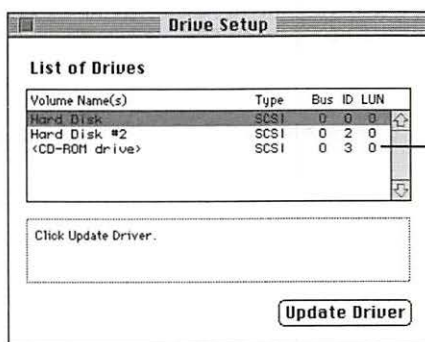 Drive Setup
List of Drives
Volume Name(s) Type Bus ID LUN
Hard Disk SCSI 0 0 0
Hard Disk #2 SCSI 0 2 0
<CD-ROM drive> SCSI 0 3 0
Click Update Driver.
Update Driver